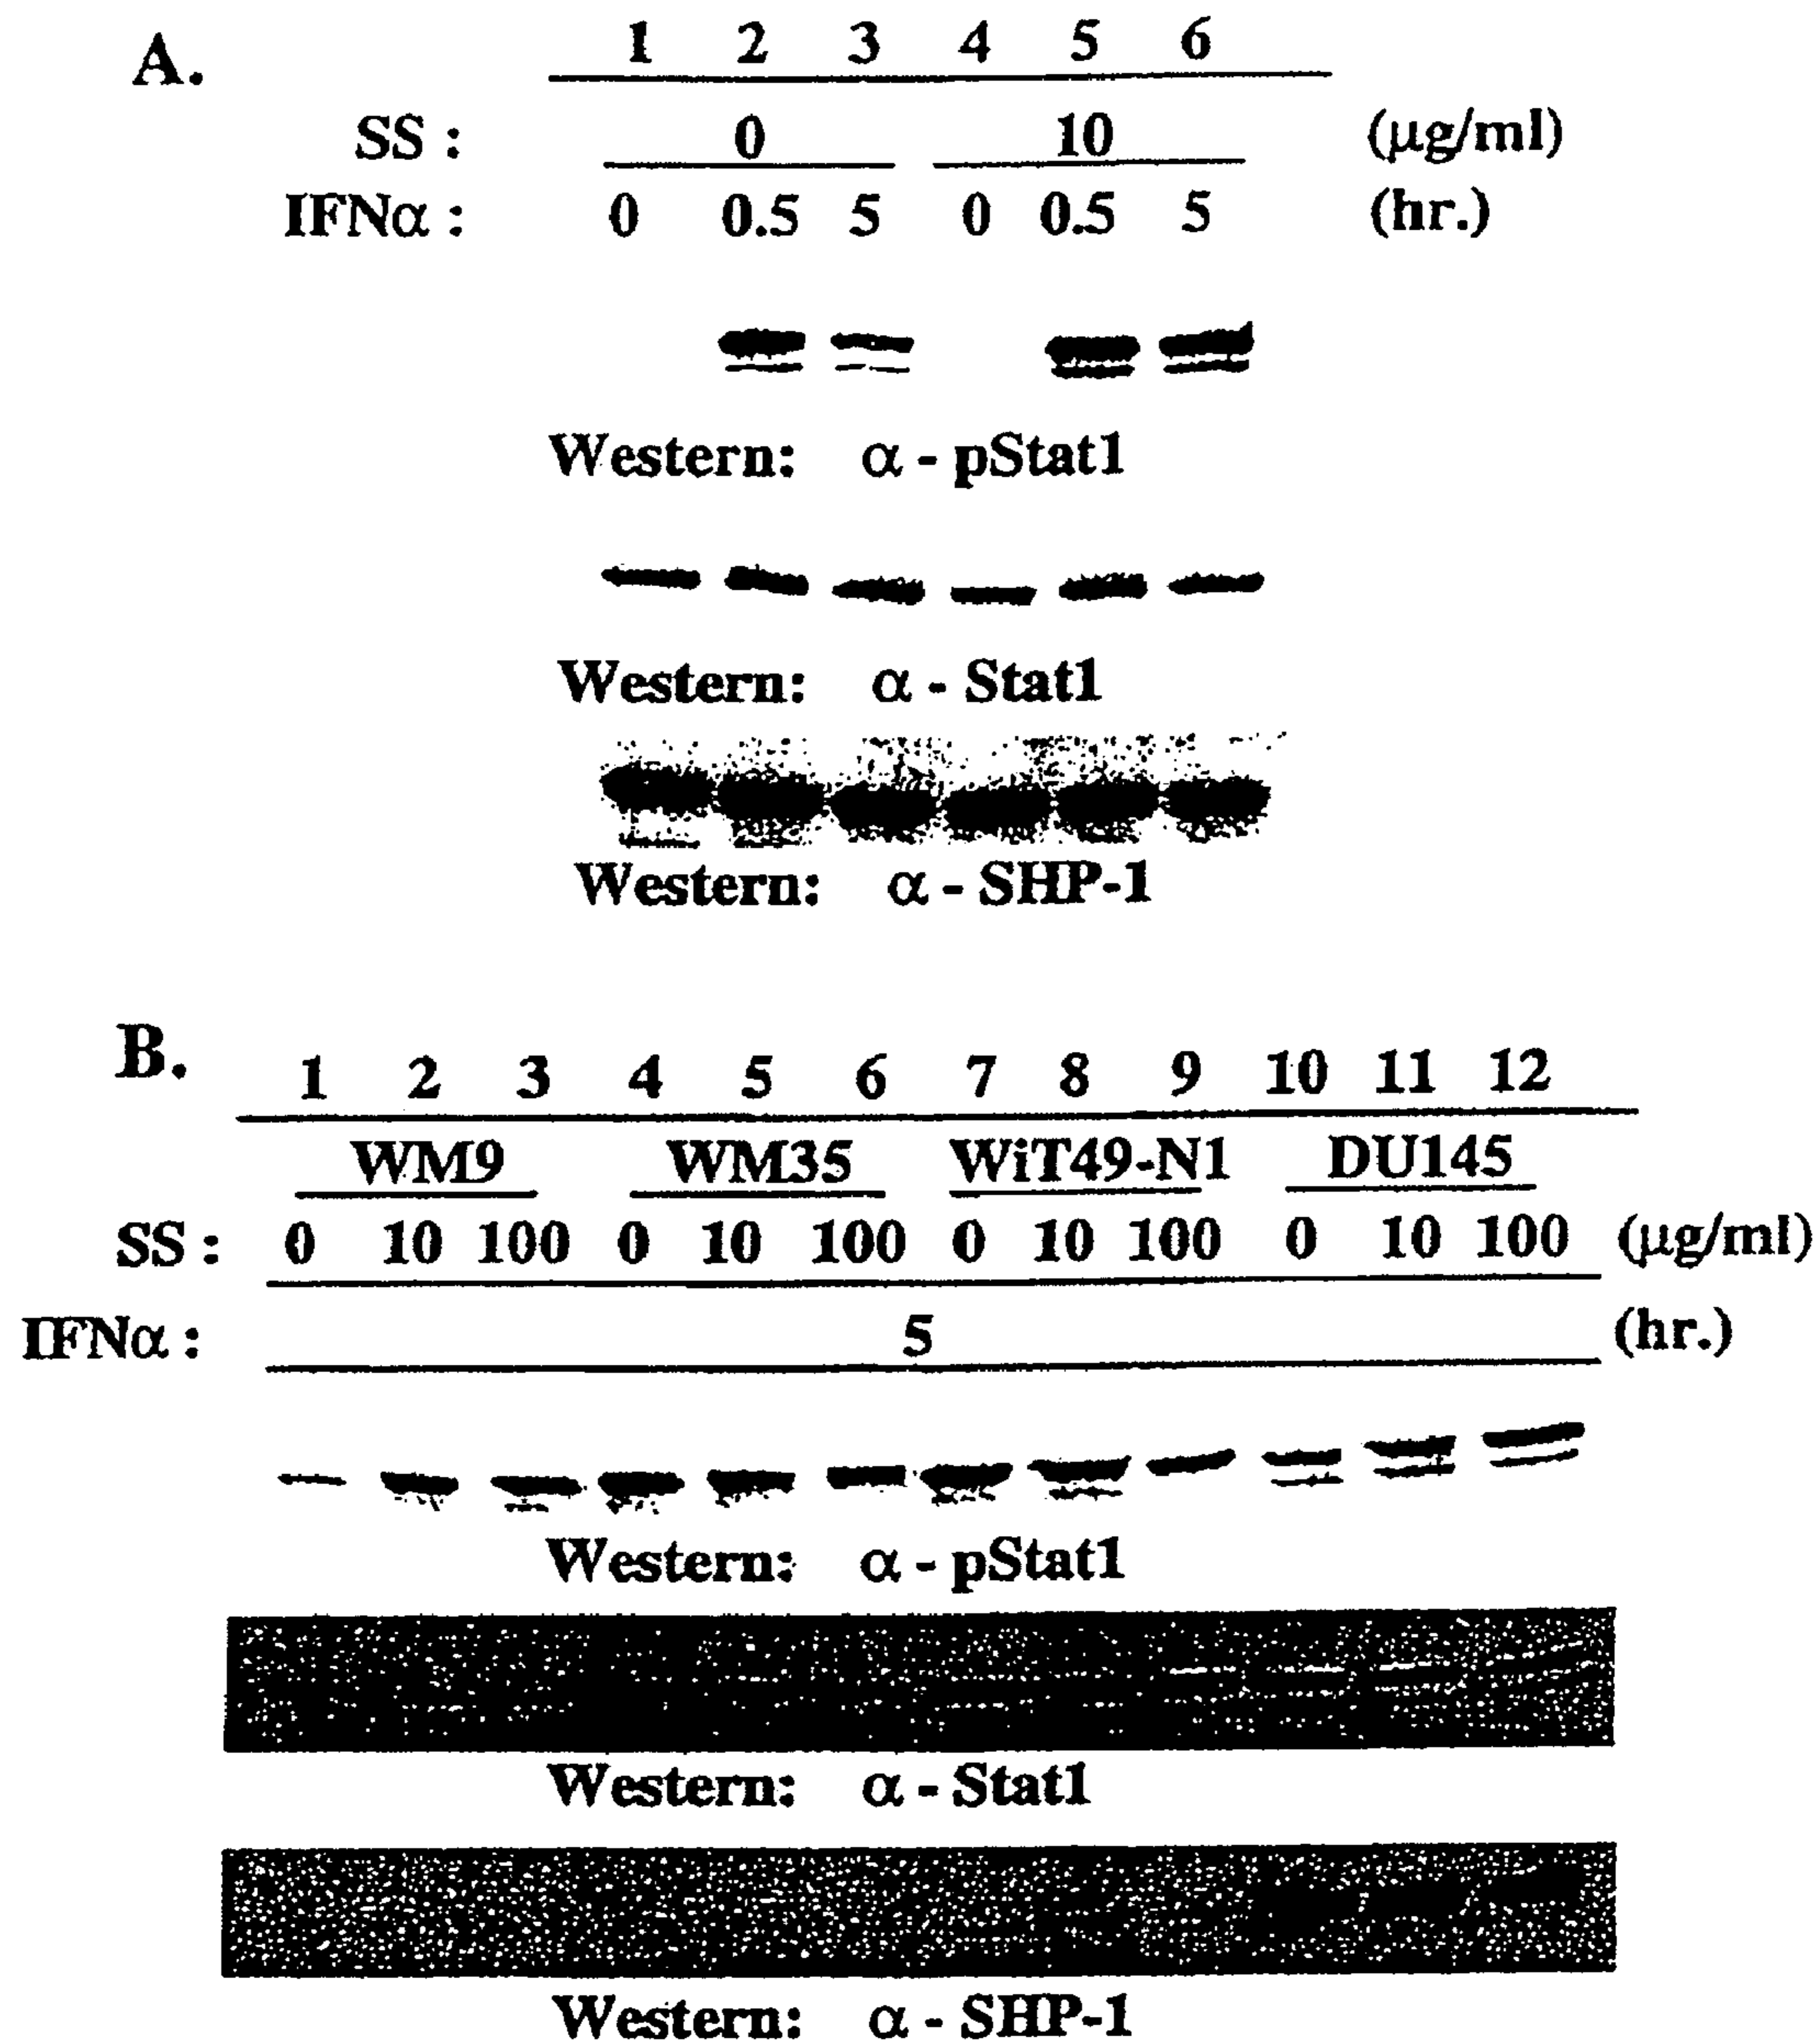 A.
1 2 3 4 5 6
SS : 0 10 (μg/ml)
IFNα : 0 0.5 5 0 0.5 5 (hr.)
Western: α - pStat1
Western: α - Stat1
Western: α - SHP-1
B.
1 2 3 4 5 6 7 8 9 10 11 12
WM9 WM35 WiT49-N1 DU145
SS : 0 10 100 0 10 100 0 10 100 0 10 100 (μg/ml)
IFNα : 5 (hr.)
Western: α - pStat1
Western: α - Stat1
Western: α - SHP-1